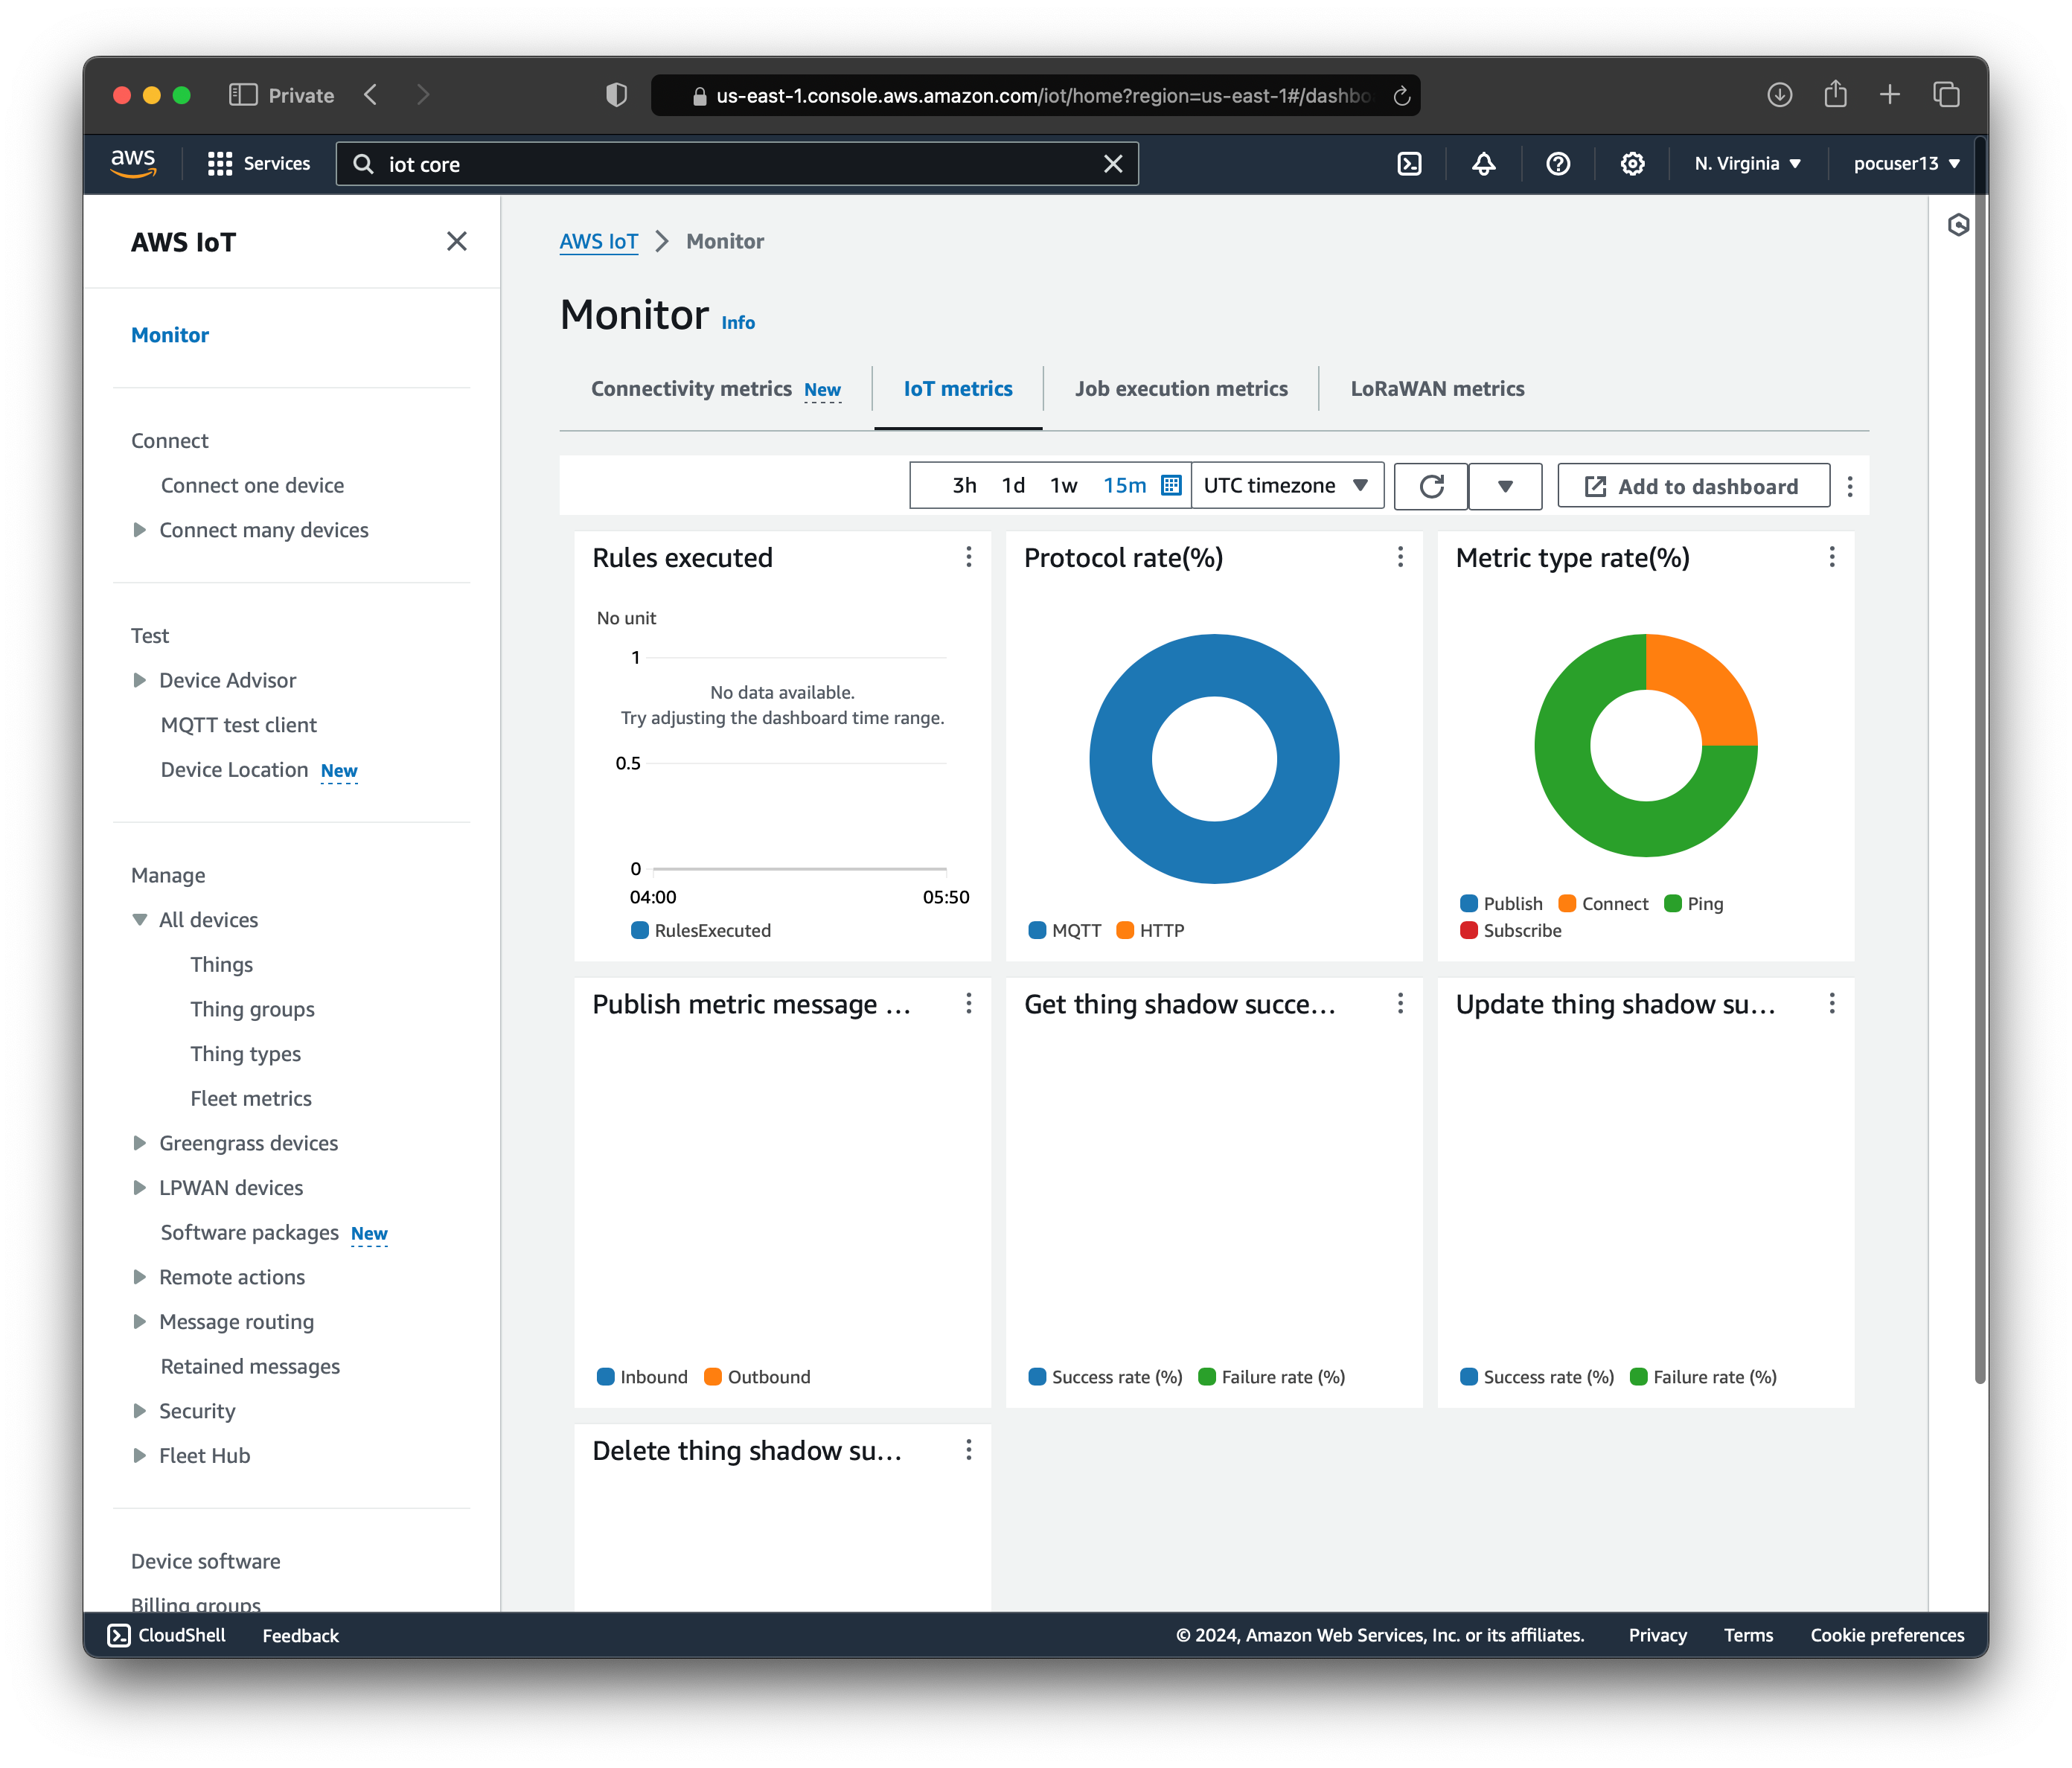 Private
us-east-1.console.aws.amazon.com/iot/home?region=us-east-1#/dashbo
aws
Services
iot core
N. Virginia
pocuser13
AWS IoT
Monitor
Connect
Connect one device
Connect many devices
Test
Device Advisor
MQTT test client
Device Location New
Manage
All devices
Things
Thing groups
Thing types
Fleet metrics
Greengrass devices
LPWAN devices
Software packages New
Remote actions
Message routing
Retained messages
Security
Fleet Hub
Device software
Billing groups
AWS IoT Monitor
Monitor Info
Connectivity metrics New
IoT metrics
Job execution metrics
LoRaWAN metrics
3h 1d 1w 15m
UTC timezone
Add to dashboard
Rules executed
No unit
1
No data available.
Try adjusting the dashboard time range.
0.5
0
04:00 05:50
RulesExecuted
Protocol rate(%)
MQTT HTTP
Metric type rate(%)
Publish Connect Ping
Subscribe
Publish metric message ...
Inbound Outbound
Get thing shadow succe...
Success rate (%) Failure rate (%)
Update thing shadow su...
Success rate (%) Failure rate (%)
Delete thing shadow su...
CloudShell
Feedback
© 2024, Amazon Web Services, Inc. or its affiliates.
Privacy
Terms
Cookie preferences